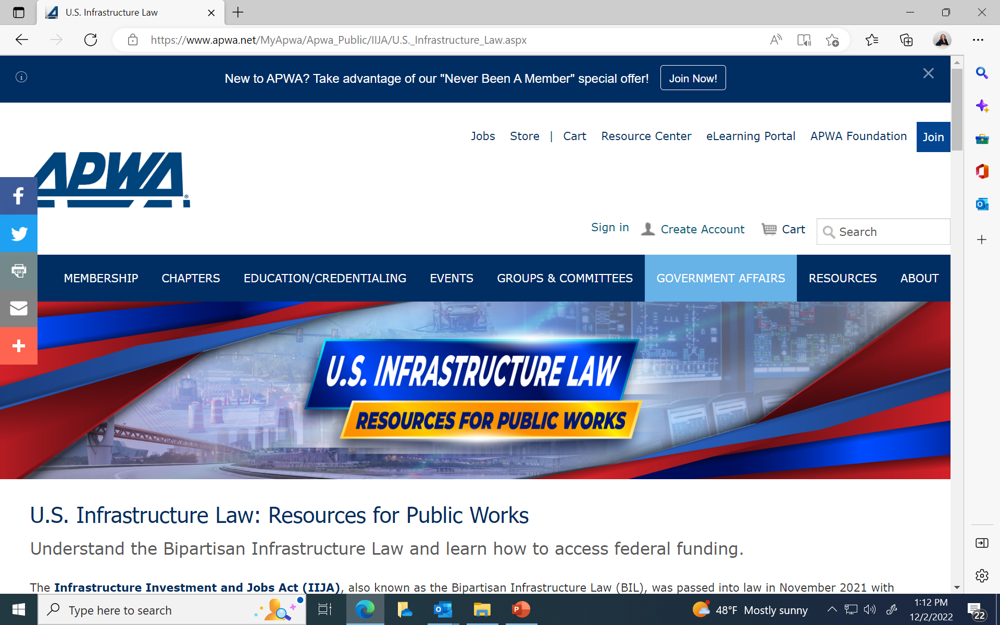 U.S. Infrastructure Law
https://www.apwa.net/MyApwa/Apwa_Public/IIJA/U.S._Infrastructure_Law.aspx
New to APWA? Take advantage of our "Never Been A Member" special offer! Join Now!
Jobs Store | Cart Resource Center eLearning Portal APWA Foundation Join
APWA®
Sign in Create Account Cart Search
MEMBERSHIP CHAPTERS EDUCATION/CREDENTIALING EVENTS GROUPS & COMMITTEES GOVERNMENT AFFAIRS RESOURCES ABOUT
U.S. INFRASTRUCTURE LAW
RESOURCES FOR PUBLIC WORKS
U.S. Infrastructure Law: Resources for Public Works
Understand the Bipartisan Infrastructure Law and learn how to access federal funding.
The Infrastructure Investment and Jobs Act (IIJA), also known as the Bipartisan Infrastructure Law (BIL), was passed into law in November 2021 with
Type here to search
48°F Mostly sunny
1:12 PM
12/2/2022
22